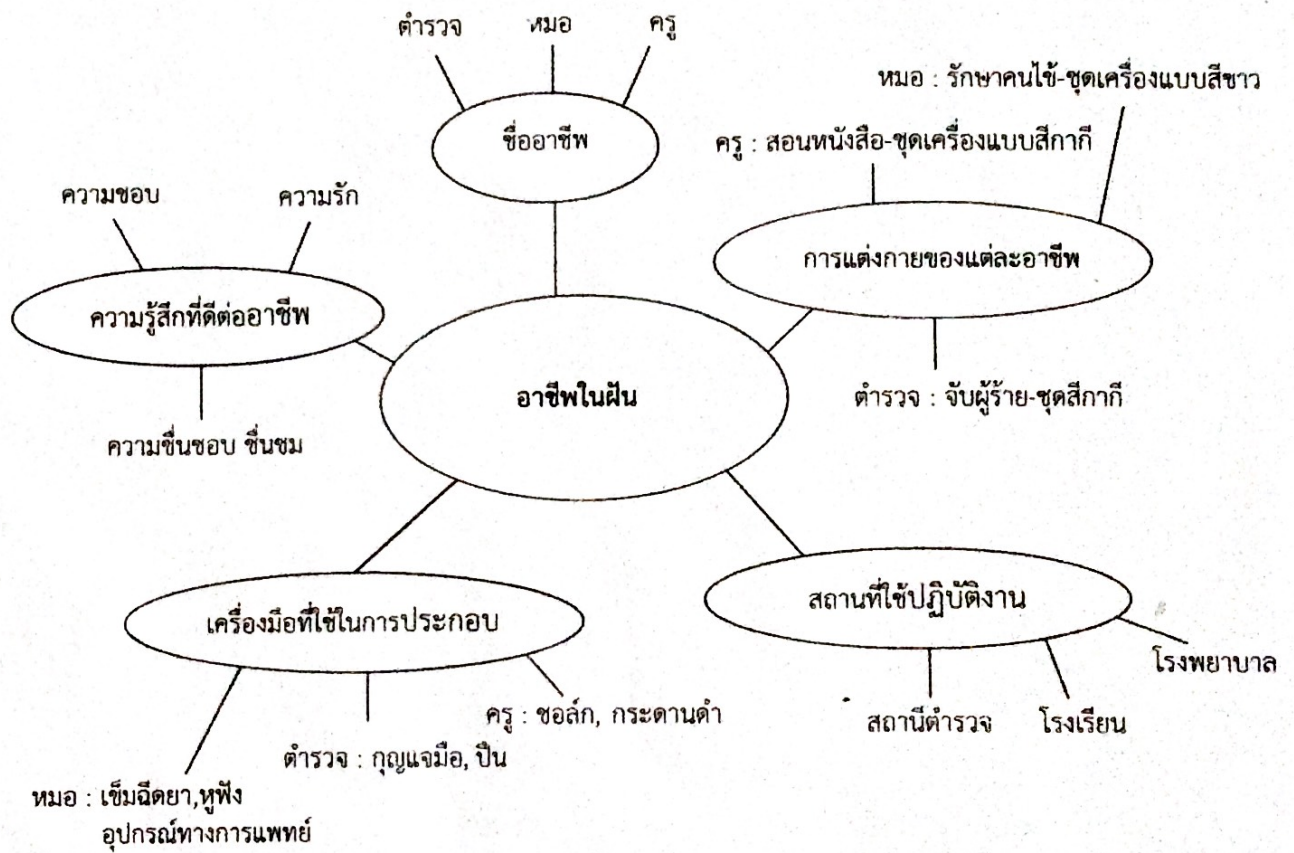 ตำรวจ หมอ ครู
ชื่ออาชีพ
หมอ : รักษาคนไข้-ชุดเครื่องแบบสีขาว
ครู : สอนหนังสือ-ชุดเครื่องแบบสีกากี
การแต่งกายของแต่ละอาชีพ
ตำรวจ : จับผู้ร้าย-ชุดสีกากี
ความชอบ ความรัก
ความรู้สึกที่ดีต่ออาชีพ
ความชื่นชอบ ชื่นชม
อาชีพในฝัน
เครื่องมือที่ใช้ในการประกอบ
ครู : ชอล์ก, กระดานดำ
ตำรวจ : กุญแจมือ, ปืน
หมอ : เข็มฉีดยา,หูฟัง
อุปกรณ์ทางการแพทย์
สถานที่ใช้ปฏิบัติงาน
โรงพยาบาล
สถานีตำรวจ โรงเรียน